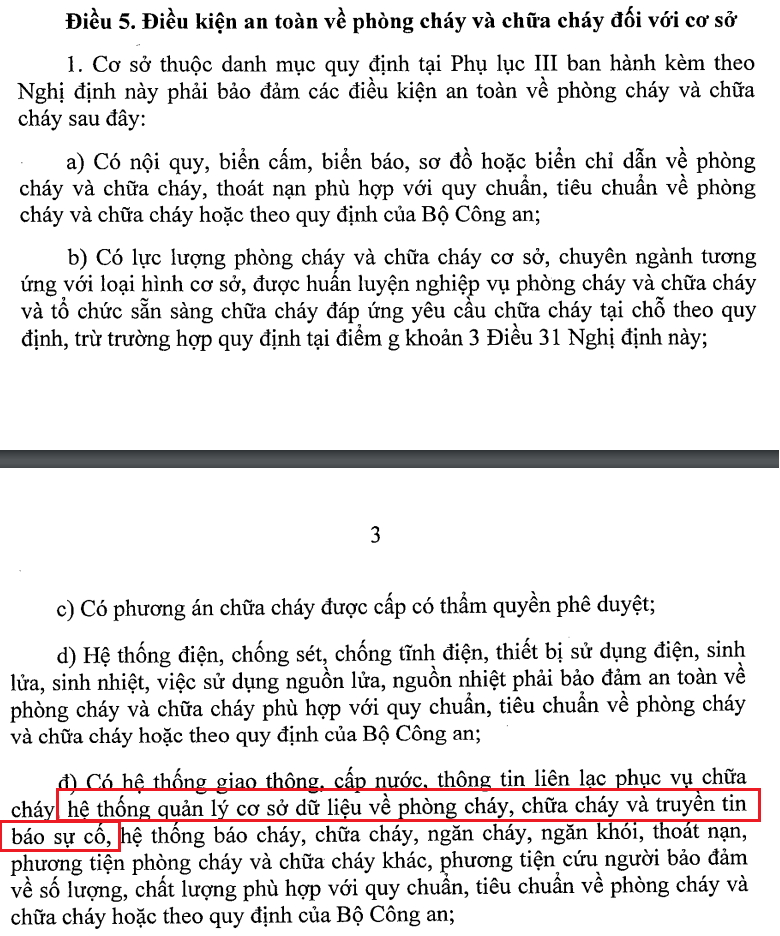 Điều 5. Điều kiện an toàn về phòng cháy và chữa cháy đối với cơ sở
1. Cơ sở thuộc danh mục quy định tại Phụ lục III ban hành kèm theo
Nghị định này phải bảo đảm các điều kiện an toàn về phòng cháy và chữa
cháy sau đây:
a) Có nội quy, biển cấm, biển báo, sơ đồ hoặc biển chỉ dẫn về phòng
cháy và chữa cháy, thoát nạn phù hợp với quy chuẩn, tiêu chuẩn về phòng
cháy và chữa cháy hoặc theo quy định của Bộ Công an;
b) Có lực lượng phòng cháy và chữa cháy cơ sở, chuyên ngành tương
ứng với loại hình cơ sở, được huấn luyện nghiệp vụ phòng cháy và chữa cháy
và tổ chức sẵn sàng chữa cháy đáp ứng yêu cầu chữa cháy tại chỗ theo quy
định, trừ trường hợp quy định tại điểm g khoản 3 Điều 31 Nghị định này;
3
c) Có phương án chữa cháy được cấp có thẩm quyền phê duyệt;
d) Hệ thống điện, chống sét, chống tĩnh điện, thiết bị sử dụng điện, sinh
lửa, sinh nhiệt, việc sử dụng nguồn lửa, nguồn nhiệt phải bảo đảm an toàn về
phòng cháy và chữa cháy phù hợp với quy chuẩn, tiêu chuẩn về phòng cháy
và chữa cháy hoặc theo quy định của Bộ Công an;
đ) Có hệ thống giao thông, cấp nước, thông tin liên lạc phục vụ chữa
cháy hệ thống quản lý cơ sở dữ liệu về phòng cháy, chữa cháy và truyền tin
báo sự cố, hệ thống báo cháy, chữa cháy, ngăn cháy, ngăn khói, thoát nạn,
phương tiện phòng cháy và chữa cháy khác, phương tiện cứu người bảo đảm
về số lượng, chất lượng phù hợp với quy chuẩn, tiêu chuẩn về phòng cháy và
chữa cháy hoặc theo quy định của Bộ Công an;